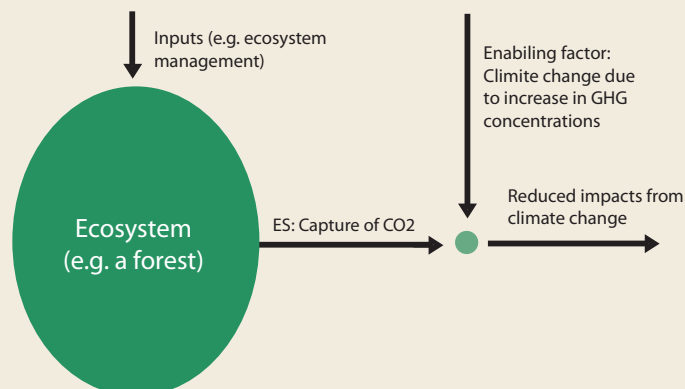 Inputs (e.g. ecosystem
management)
Enabiling factor:
Climite change due
to increase in GHG
concentrations
Ecosystem
(e.g. a forest)
ES: Capture of CO2
Reduced impacts from
climate change